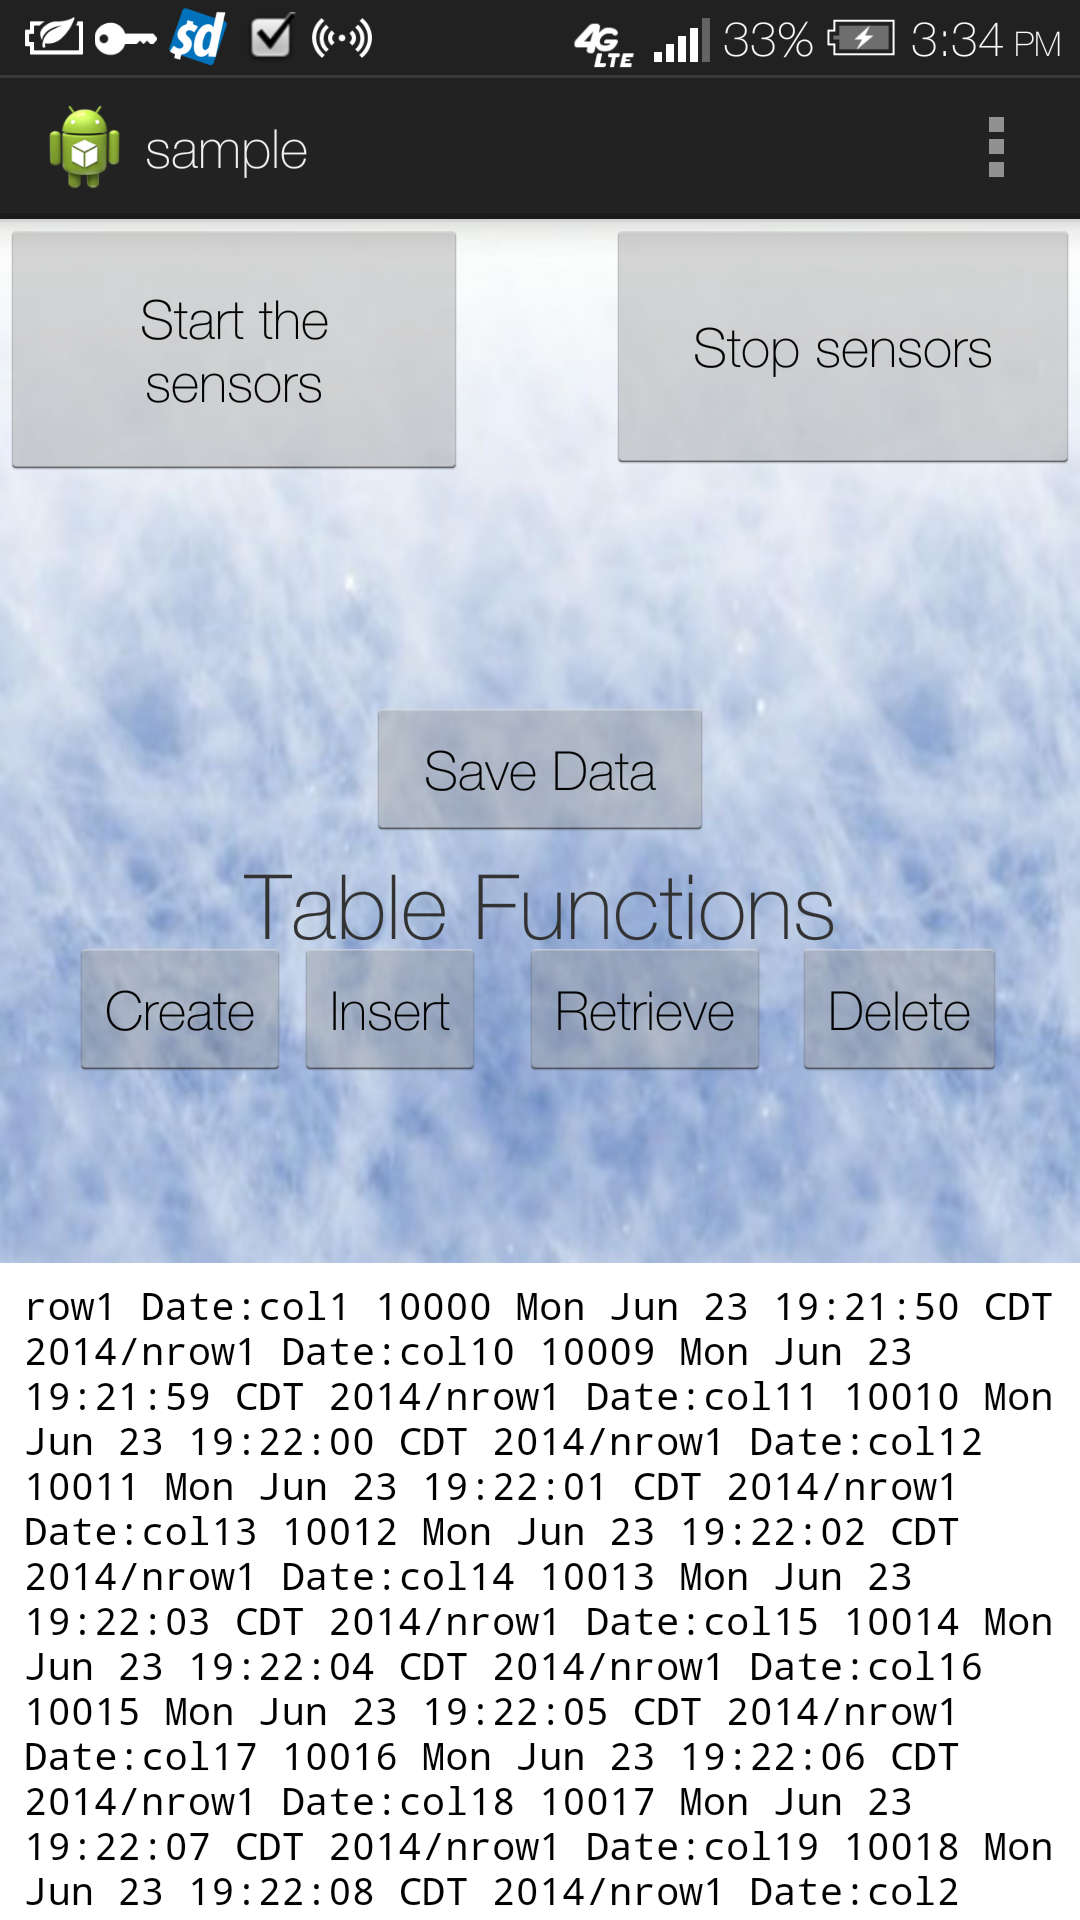 sd 4G LTE 33% 3:34 PM
sample
Start the
sensors
Stop sensors
Save Data
Table Functions
Create Insert Retrieve Delete
row1 Date:col1 10000 Mon Jun 23 19:21:50 CDT
2014/nrow1 Date:col10 10009 Mon Jun 23
19:21:59 CDT 2014/nrow1 Date:col11 10010 Mon
Jun 23 19:22:00 CDT 2014/nrow1 Date:col12
10011 Mon Jun 23 19:22:01 CDT 2014/nrow1
Date:col13 10012 Mon Jun 23 19:22:02 CDT
2014/nrow1 Date:col14 10013 Mon Jun 23
19:22:03 CDT 2014/nrow1 Date:col15 10014 Mon
Jun 23 19:22:04 CDT 2014/nrow1 Date:col16
10015 Mon Jun 23 19:22:05 CDT 2014/nrow1
Date:col17 10016 Mon Jun 23 19:22:06 CDT
2014/nrow1 Date:col18 10017 Mon Jun 23
19:22:07 CDT 2014/nrow1 Date:col19 10018 Mon
Jun 23 19:22:08 CDT 2014/nrow1 Date:col2